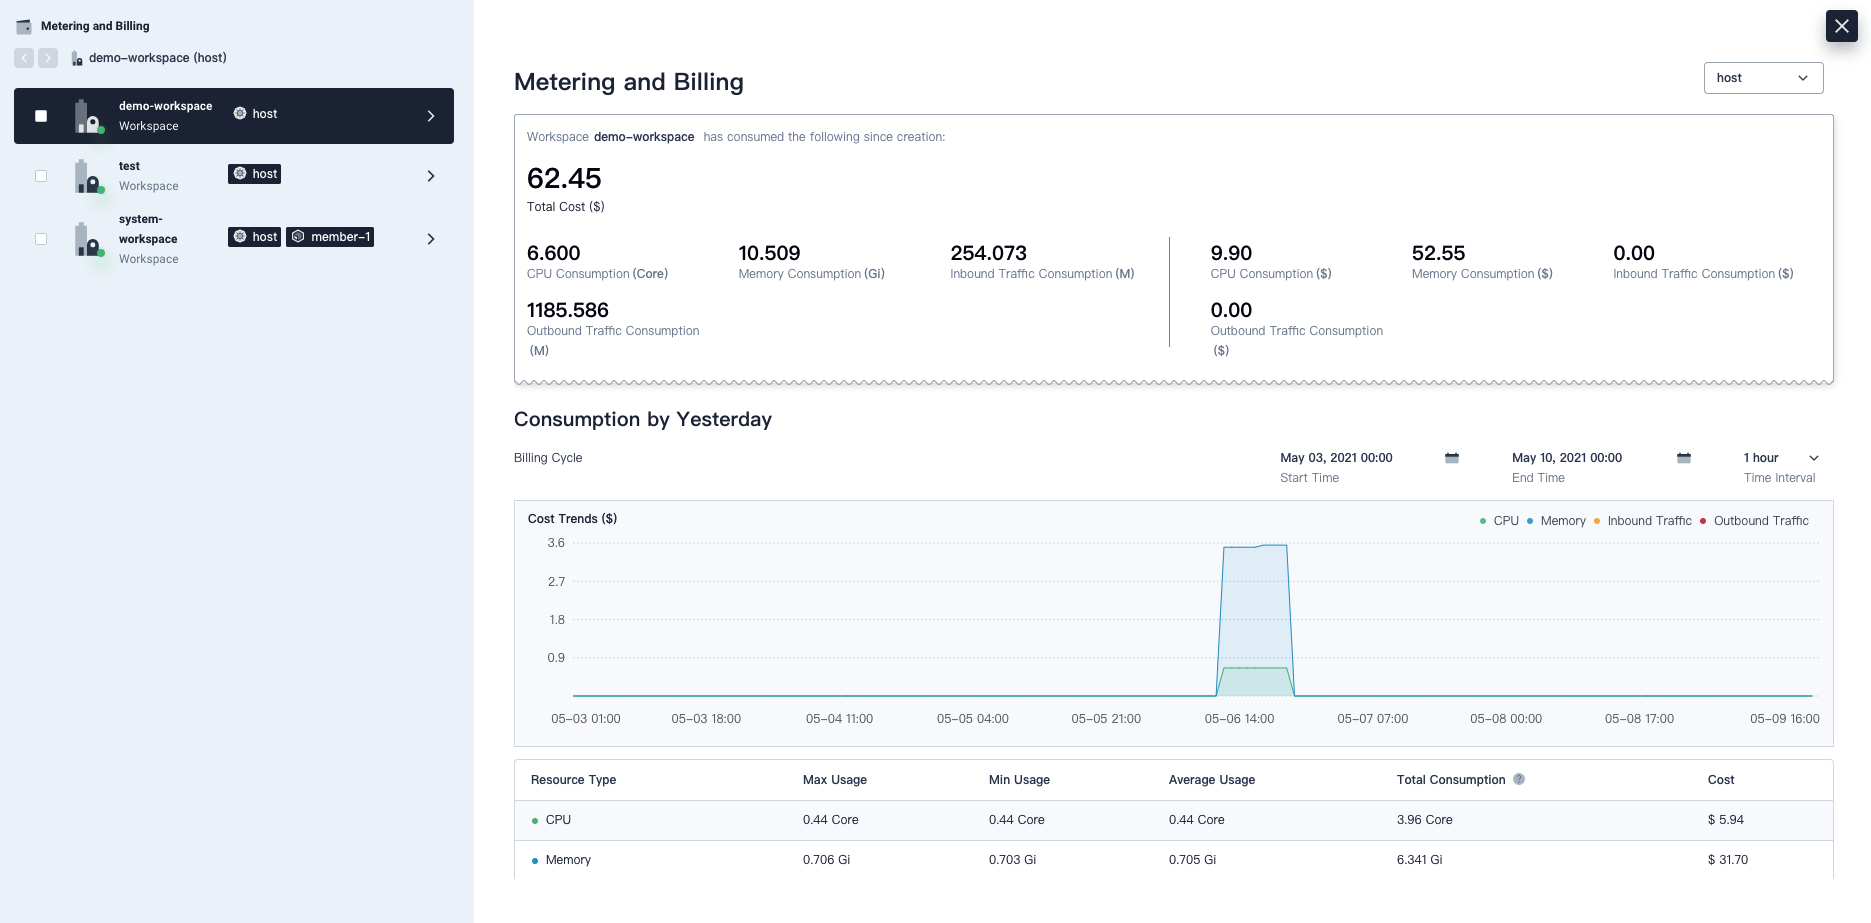 Metering and Billing
demo-workspace (host)
demo-workspace
Workspace
host
test
Workspace
host
system-
workspace
Workspace
host
member-1
Metering and Billing
host
Workspace demo-workspace has consumed the following since creation:
62.45
Total Cost ($)
6.600
CPU Consumption (Core)
10.509
Memory Consumption (Gi)
254.073
Inbound Traffic Consumption (M)
1185.586
Outbound Traffic Consumption
(M)
9.90
CPU Consumption ($)
52.55
Memory Consumption ($)
0.00
Inbound Traffic Consumption ($)
0.00
Outbound Traffic Consumption
($)
Consumption by Yesterday
Billing Cycle
May 03, 2021 00:00
Start Time
May 10, 2021 00:00
End Time
1 hour
Time Interval
Cost Trends ($)
CPU Memory Inbound Traffic Outbound Traffic
3.6
2.7
1.8
0.9
05-03 01:00 05-03 18:00 05-04 11:00 05-05 04:00 05-05 21:00 05-06 14:00 05-07 07:00 05-08 00:00 05-08 17:00 05-09 16:00
Resource Type Max Usage Min Usage Average Usage Total Consumption ? Cost
CPU 0.44 Core 0.44 Core 0.44 Core 3.96 Core $ 5.94
Memory 0.706 Gi 0.703 Gi 0.705 Gi 6.341 Gi $ 31.70